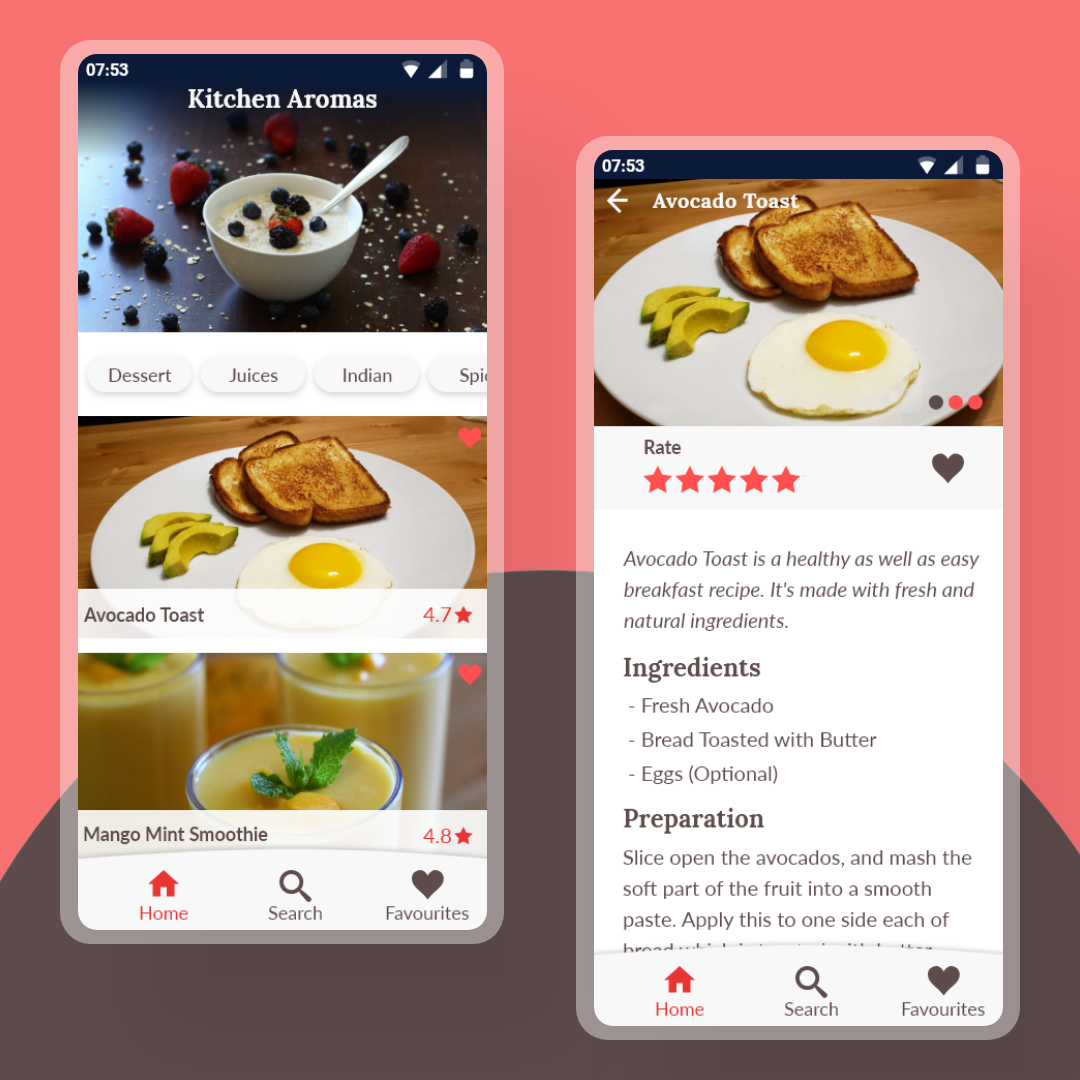 07:53
Kitchen Aromas
Dessert
Juices
Indian
Avocado Toast
4.7
Mango Mint Smoothie
4.8
Home
Search
Favourites
07:53
Avocado Toast
Rate
Avocado Toast is a healthy as well as easy
breakfast recipe. It's made with fresh and
natural ingredients.
Ingredients
- Fresh Avocado
- Bread Toasted with Butter
- Eggs (Optional)
Preparation
Slice open the avocados, and mash the
soft part of the fruit into a smooth
paste. Apply this to one side each of
Home
Search
Favourites